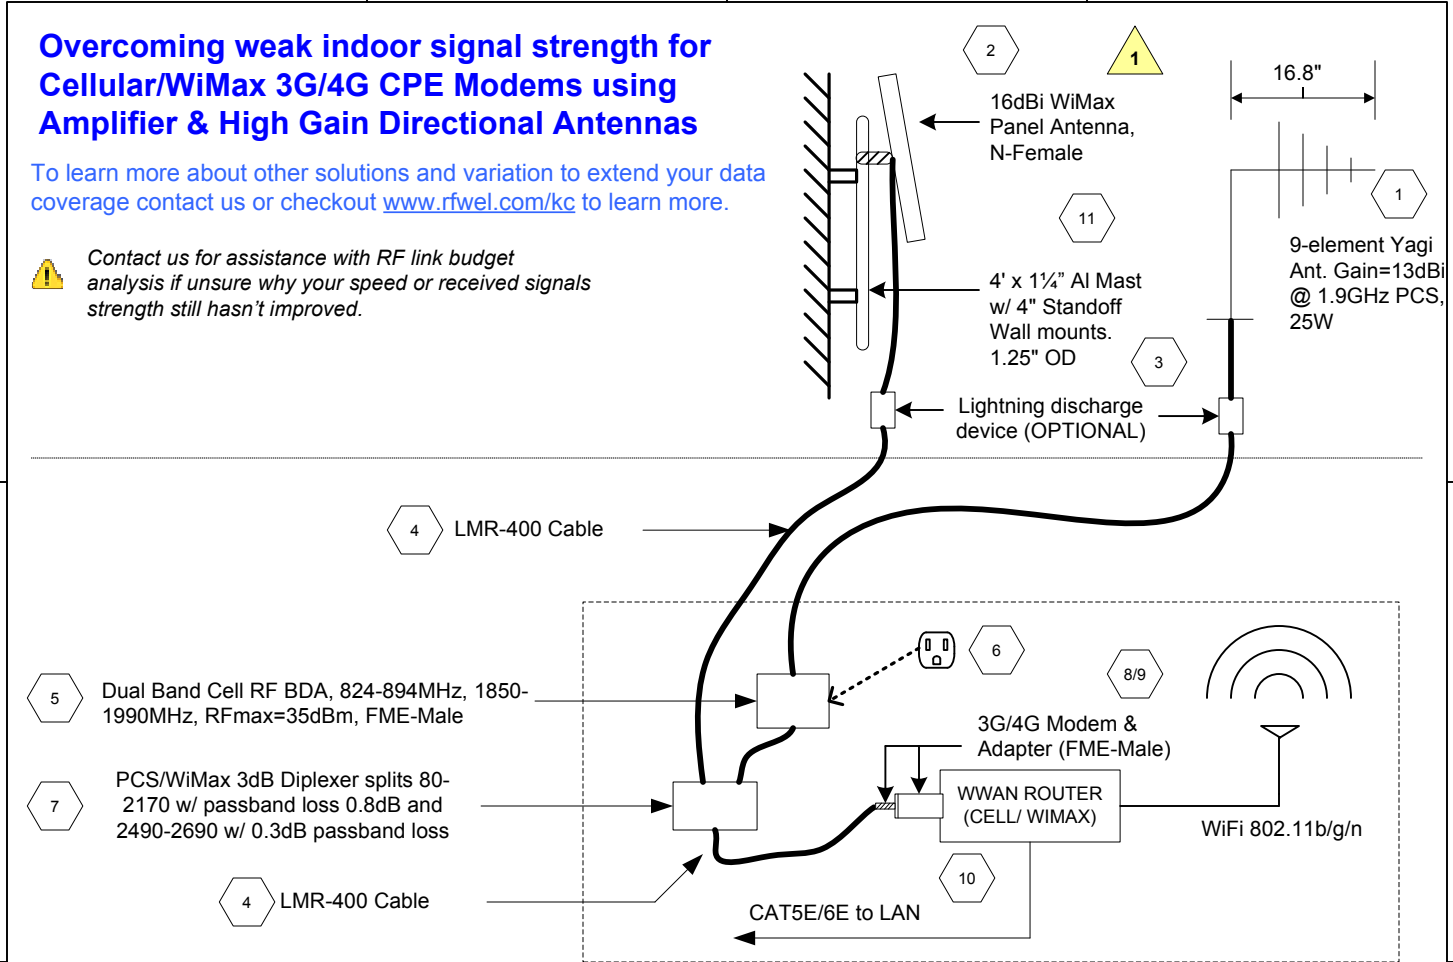 Overcoming weak indoor signal strength for
Cellular/WiMax 3G/4G CPE Modems using
Amplifier & High Gain Directional Antennas
To learn more about other solutions and variation to extend your data
coverage contact us or checkout www.rfwel.com/kc to learn more.
Contact us for assistance with RF link budget
analysis if unsure why your speed or received signals
strength still hasn't improved.
2
1
16.8"
16dBi WiMax
Panel Antenna,
N-Female
1
11
9-element Yagi
Ant. Gain=13dBi
@ 1.9GHz PCS,
25W
4' x 1¼” Al Mast
w/ 4" Standoff
Wall mounts.
1.25" OD
3
Lightning discharge
device (OPTIONAL)
4
LMR-400 Cable
6
8/9
5
Dual Band Cell RF BDA, 824-894MHz, 1850-
1990MHz, RFmax=35dBm, FME-Male
3G/4G Modem &
Adapter (FME-Male)
7
PCS/WiMax 3dB Diplexer splits 80-
2170 w/ passband loss 0.8dB and
2490-2690 w/ 0.3dB passband loss
WWAN ROUTER
(CELL/ WIMAX)
WiFi 802.11b/g/n
10
4
LMR-400 Cable
CAT5E/6E to LAN